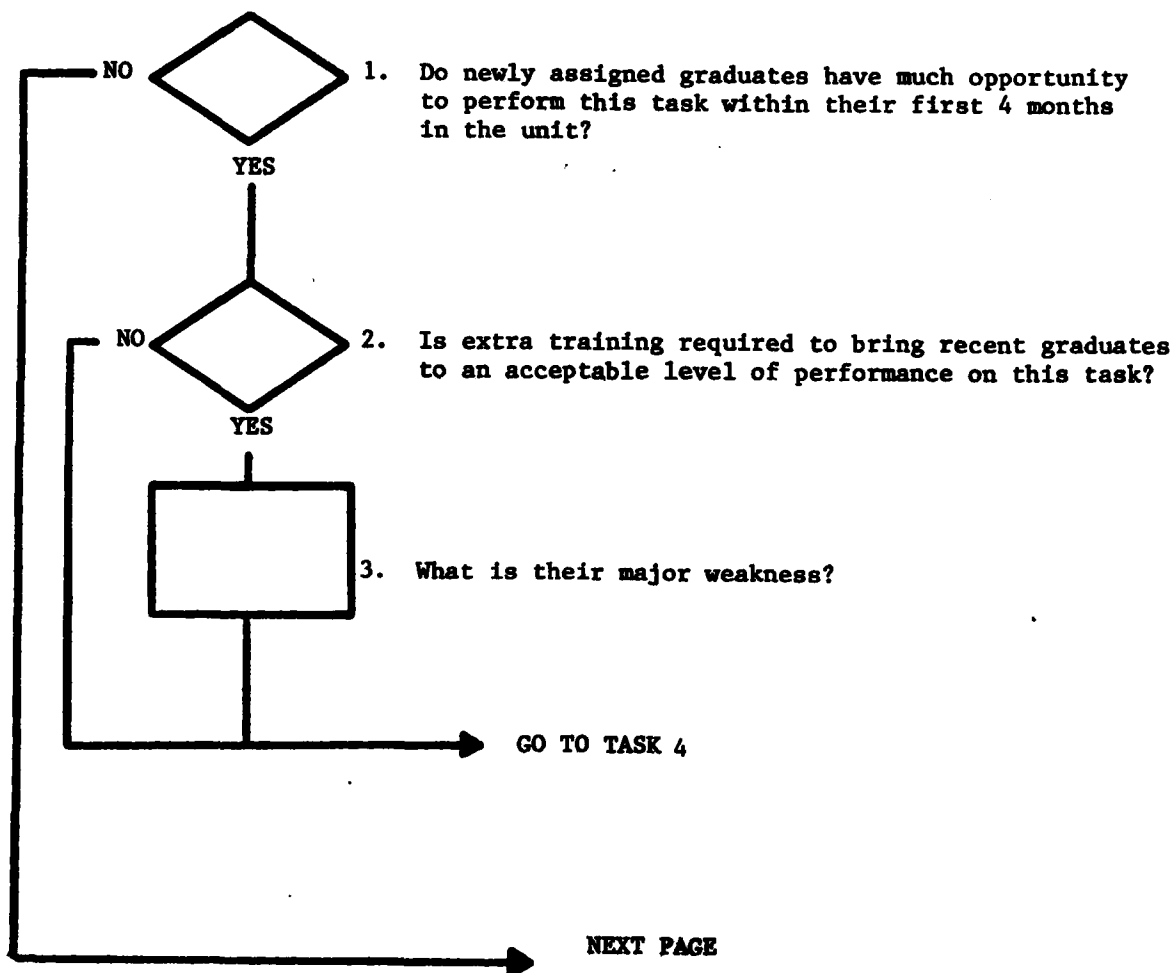 NO
1. Do newly assigned graduates have much opportunity
to perform this task within their first 4 months
in the unit?
YES
NO
2. Is extra training required to bring recent graduates
to an acceptable level of performance on this task?
YES
3. What is their major weakness?
GO TO TASK 4
NEXT PAGE